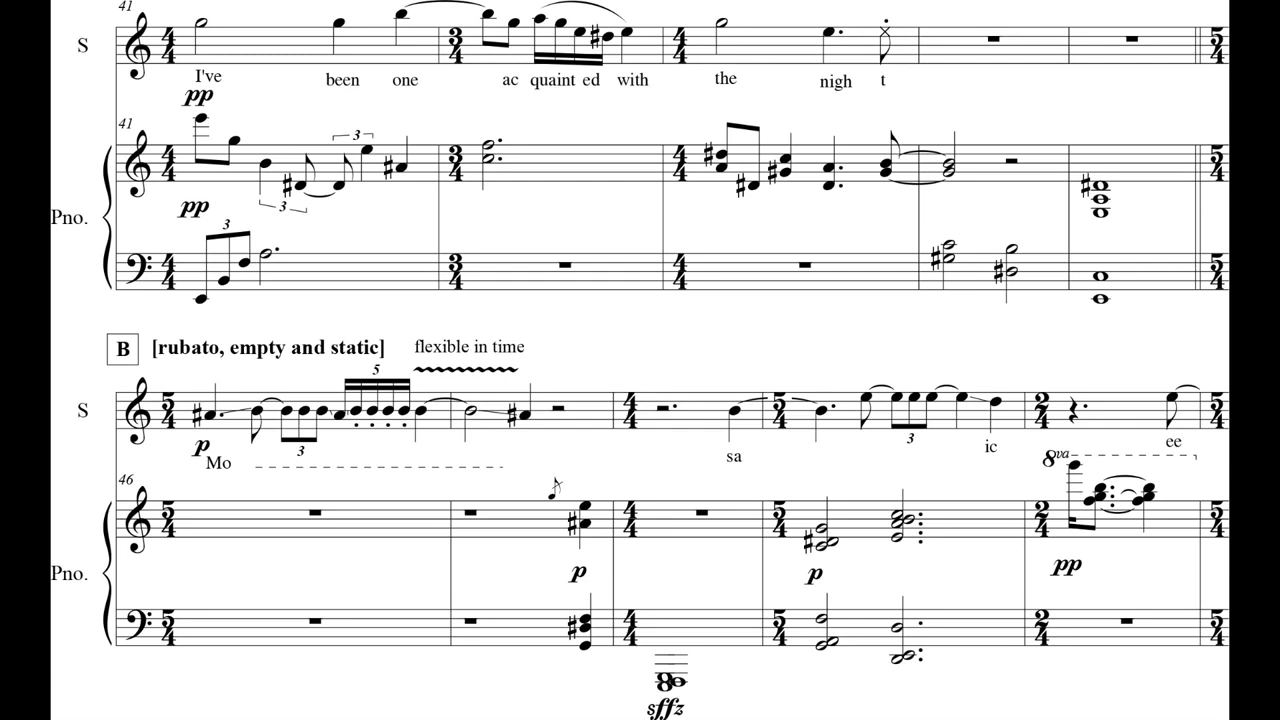 41
S
I've been one ac quaint ed with the nigh t
pp
41
3
3
Pno.
pp
3
B [rubato, empty and static] flexible in time
5
S
p
3
3
Mo sa ic ee
8va
46
Pno.
p p pp
sffz